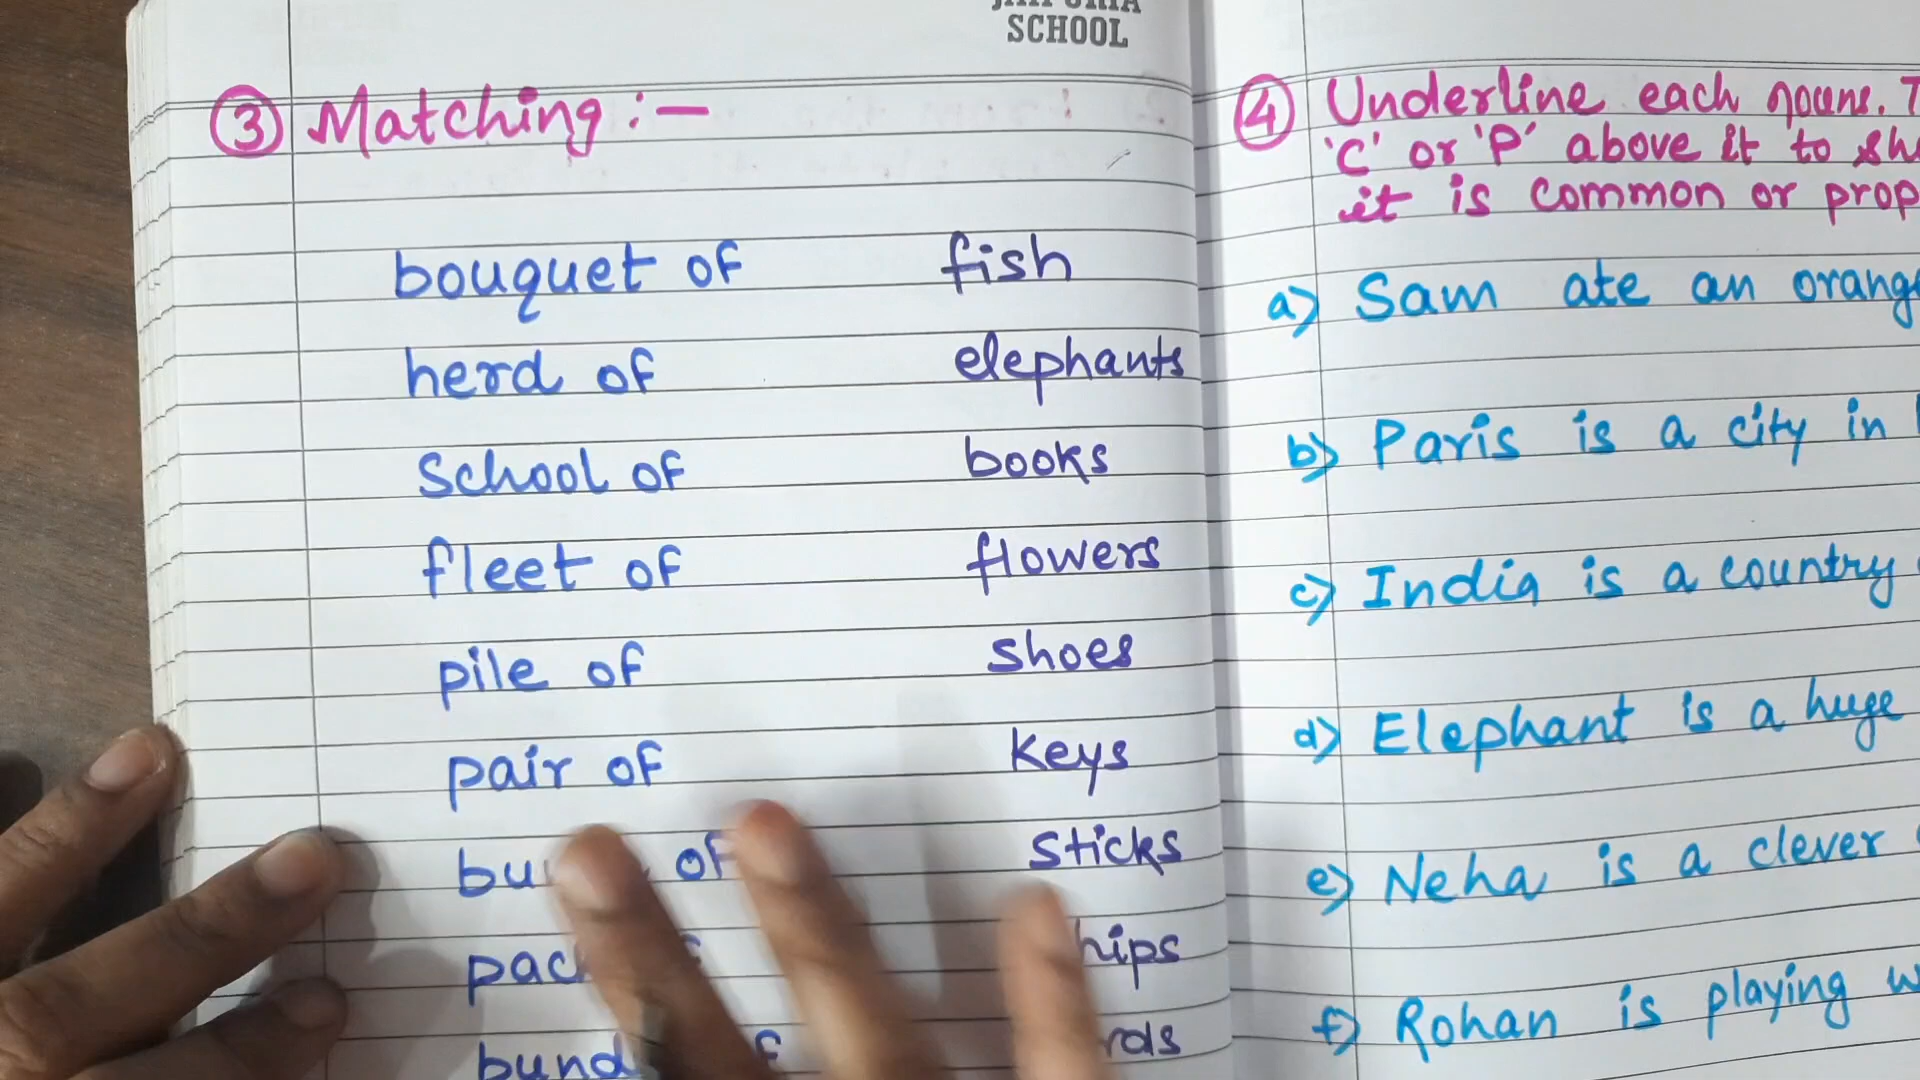 SCHOOL
③ Matching :-
bouquet of fish
herd of elephants
School of books
fleet of flowers
pile of shoes
pair of keys
of sticks
④ Underline each noun.
'C' or 'P' above it to
it is common or
a) Sam ate an
b) Paris is a city in
c) India is a country
d) Elephant is a huge
e) Neha is a clever
f) Rohan is playing